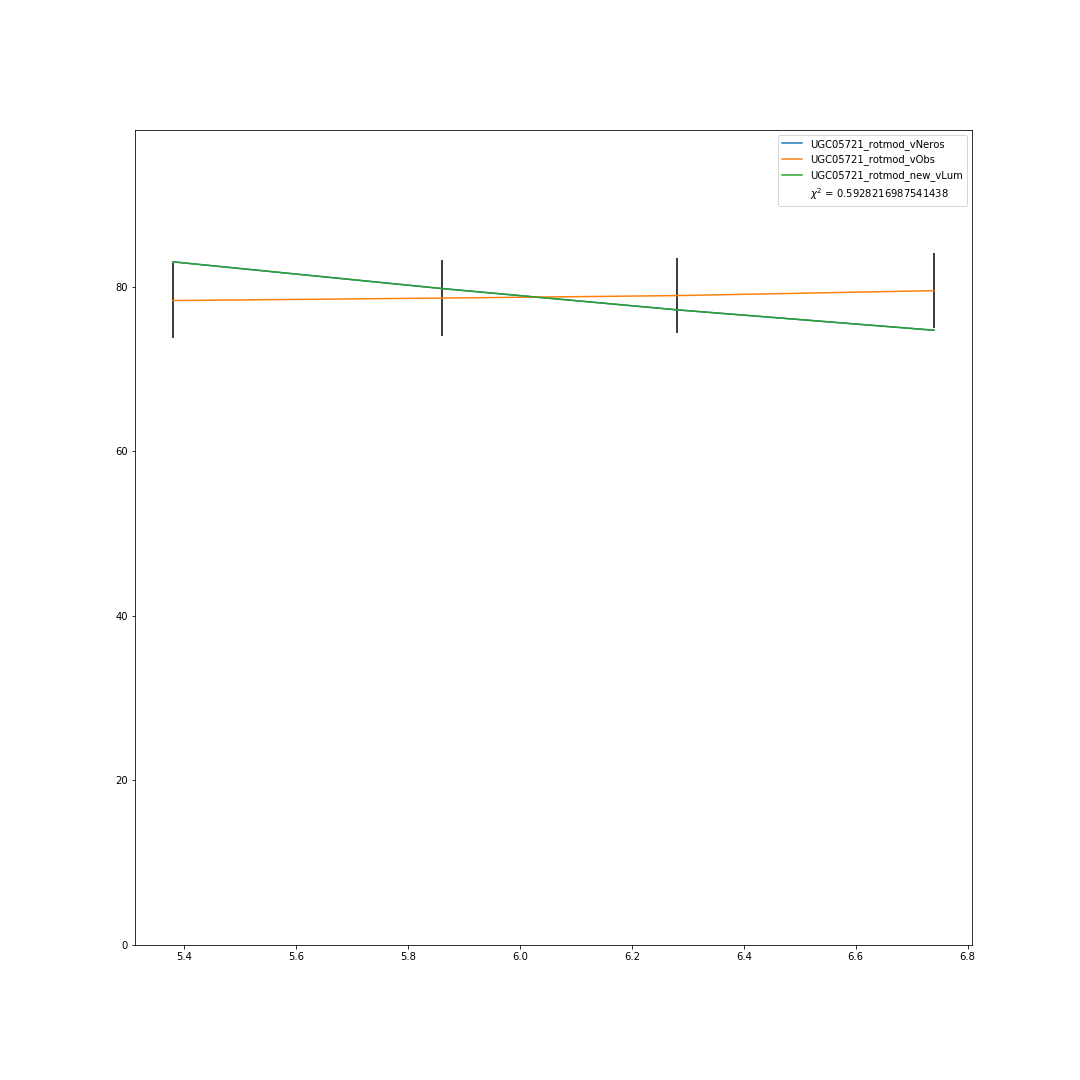 UGC05721_rotmod_vNeros
UGC05721_rotmod_vObs
UGC05721_rotmod_new_vLum
χ² = 0.5928216987541438
80
60
40
20
0
5.4 5.6 5.8 6.0 6.2 6.4 6.6 6.8